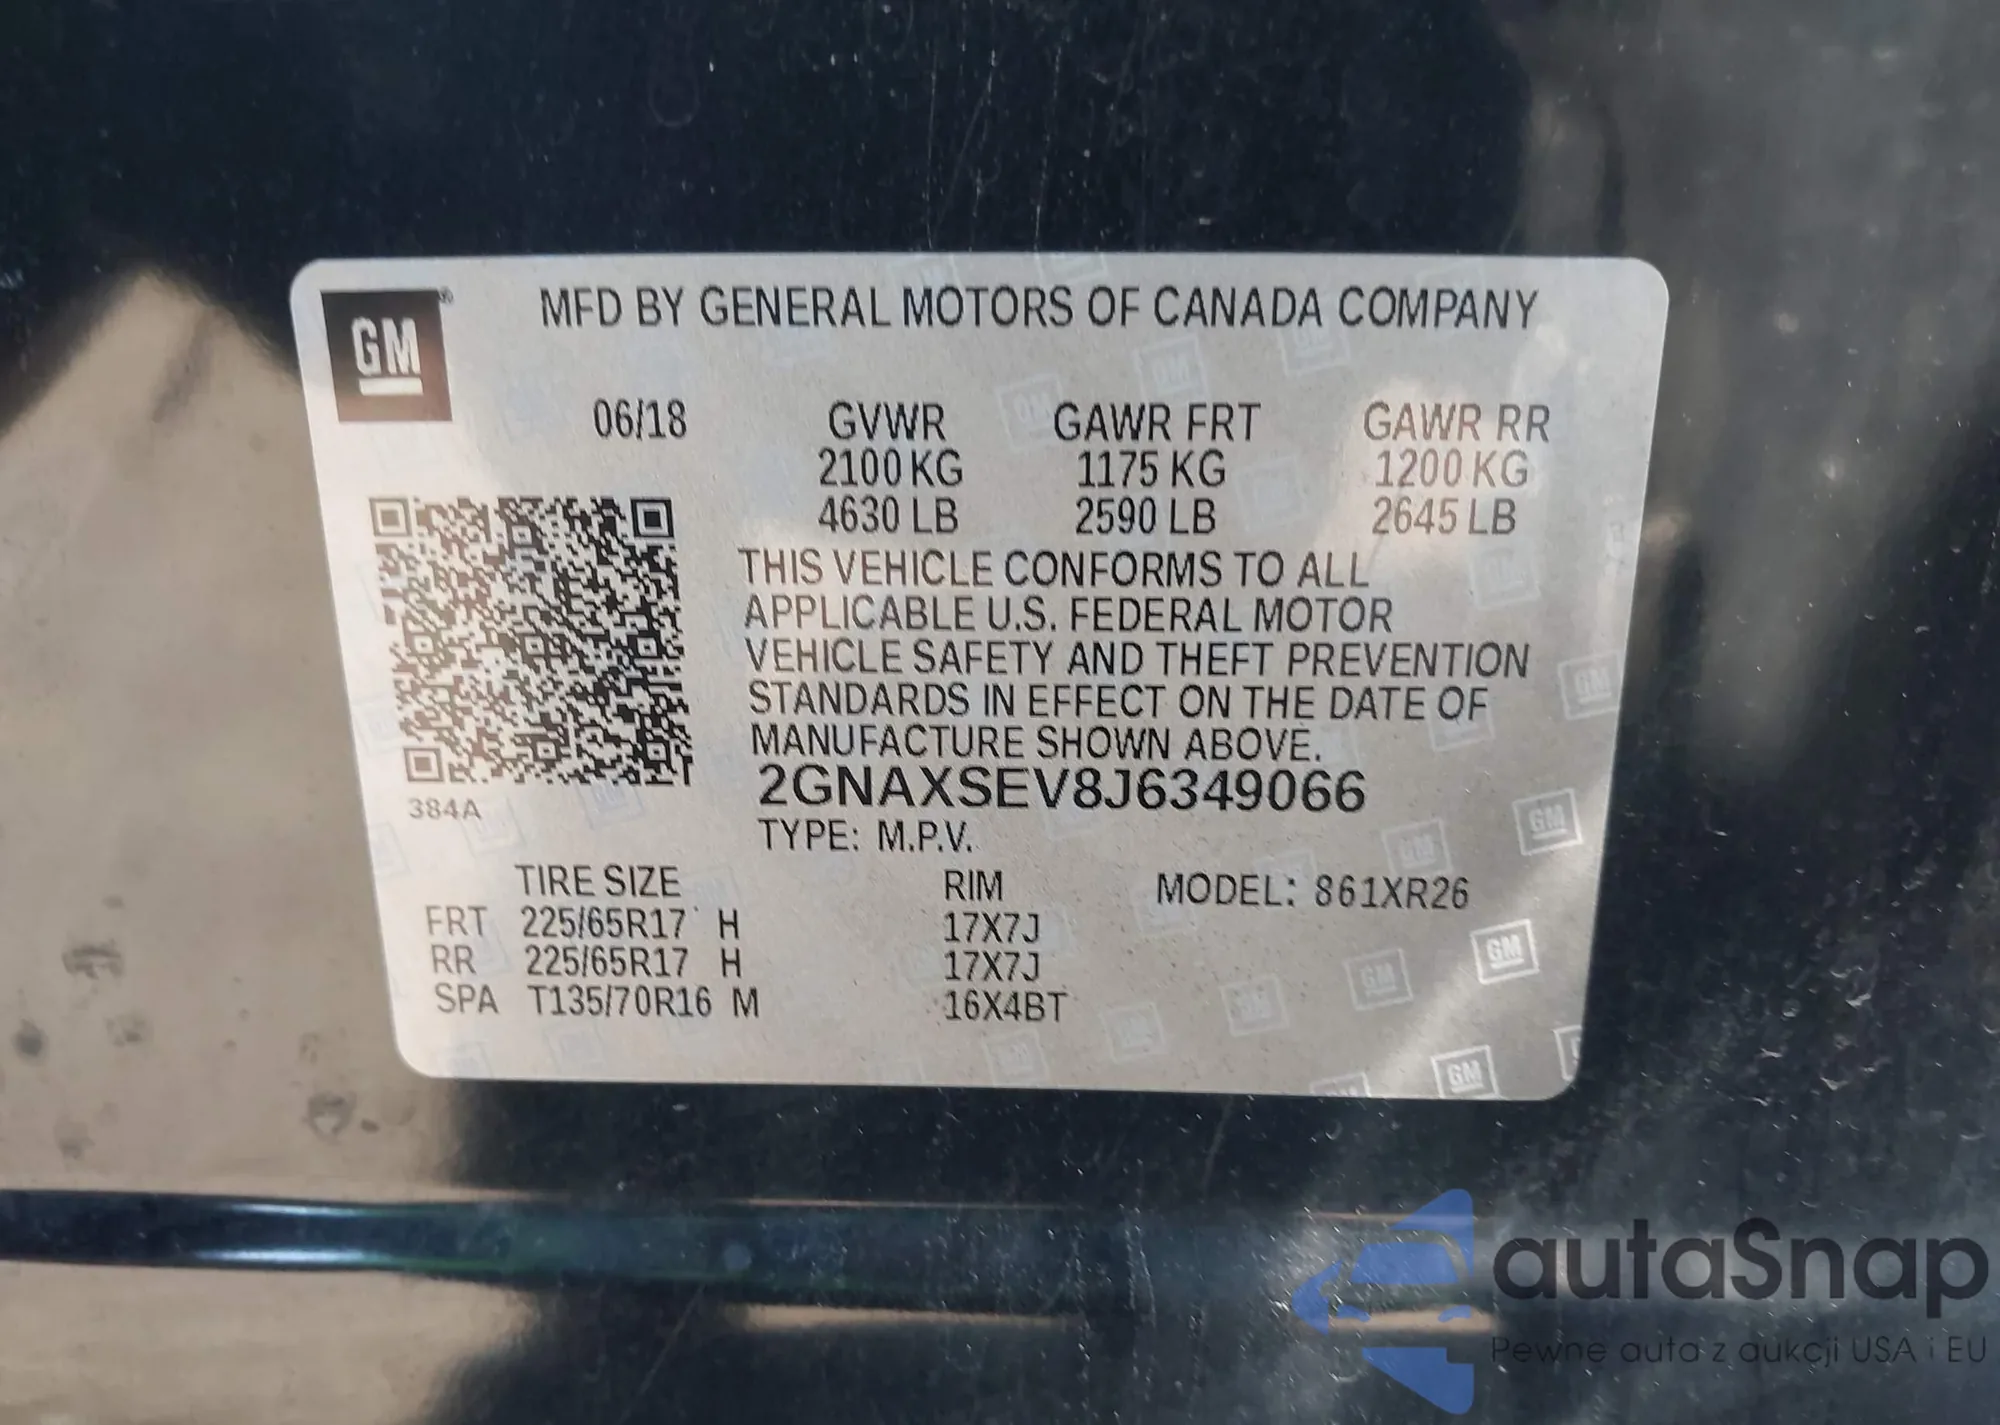 GM ®
MFD BY GENERAL MOTORS OF CANADA COMPANY
06/18 GVWR GAWR FRT GAWR RR
2100 KG 1175 KG 1200 KG
4630 LB 2590 LB 2645 LB
THIS VEHICLE CONFORMS TO ALL
APPLICABLE U.S. FEDERAL MOTOR
VEHICLE SAFETY AND THEFT PREVENTION
STANDARDS IN EFFECT ON THE DATE OF
MANUFACTURE SHOWN ABOVE.
2GNAXSEV8J6349066
384A
TYPE: M.P.V.
TIRE SIZE RIM MODEL: 861XR26
FRT 225/65R17 H 17X7J
RR 225/65R17 H 17X7J
SPA T135/70R16 M 16X4BT
GM
GM
GM
autaSnap
Pewne auta z aukcji USA i EU